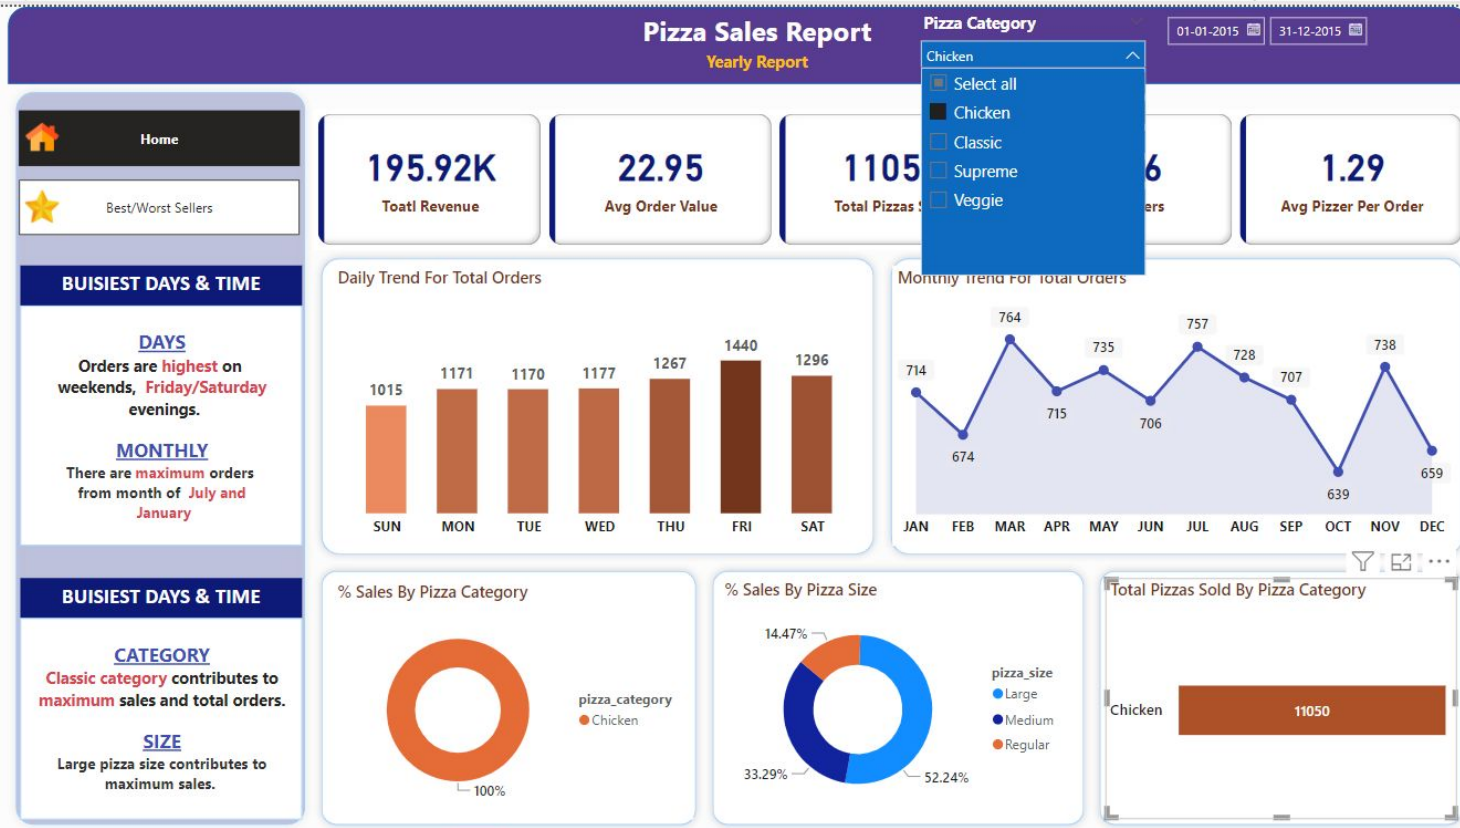 Pizza Sales Report
Yearly Report
Pizza Category
Chicken
Select all
Chicken
Classic
Supreme
Veggie
01-01-2015
31-12-2015
Home
Best/Worst Sellers
195.92K
Toatl Revenue
22.95
Avg Order Value
1105
Total Pizzas
6
ers
1.29
Avg Pizzer Per Order
BUISIEST DAYS & TIME
DAYS
Orders are highest on
weekends, Friday/Saturday
evenings.
MONTHLY
There are maximum orders
from month of July and
January
Daily Trend For Total Orders
1015
1171
1170
1177
1267
1440
1296
SUN MON TUE WED THU FRI SAT
Monthly Trend For Total Orders
714
674
764
715
735
706
757
728
707
639
738
659
JAN FEB MAR APR MAY JUN JUL AUG SEP OCT NOV DEC
BUISIEST DAYS & TIME
CATEGORY
Classic category contributes to
maximum sales and total orders.
SIZE
Large pizza size contributes to
maximum sales.
% Sales By Pizza Category
100%
pizza_category
Chicken
% Sales By Pizza Size
14.47%
33.29%
52.24%
pizza_size
Large
Medium
Regular
Total Pizzas Sold By Pizza Category
Chicken
11050